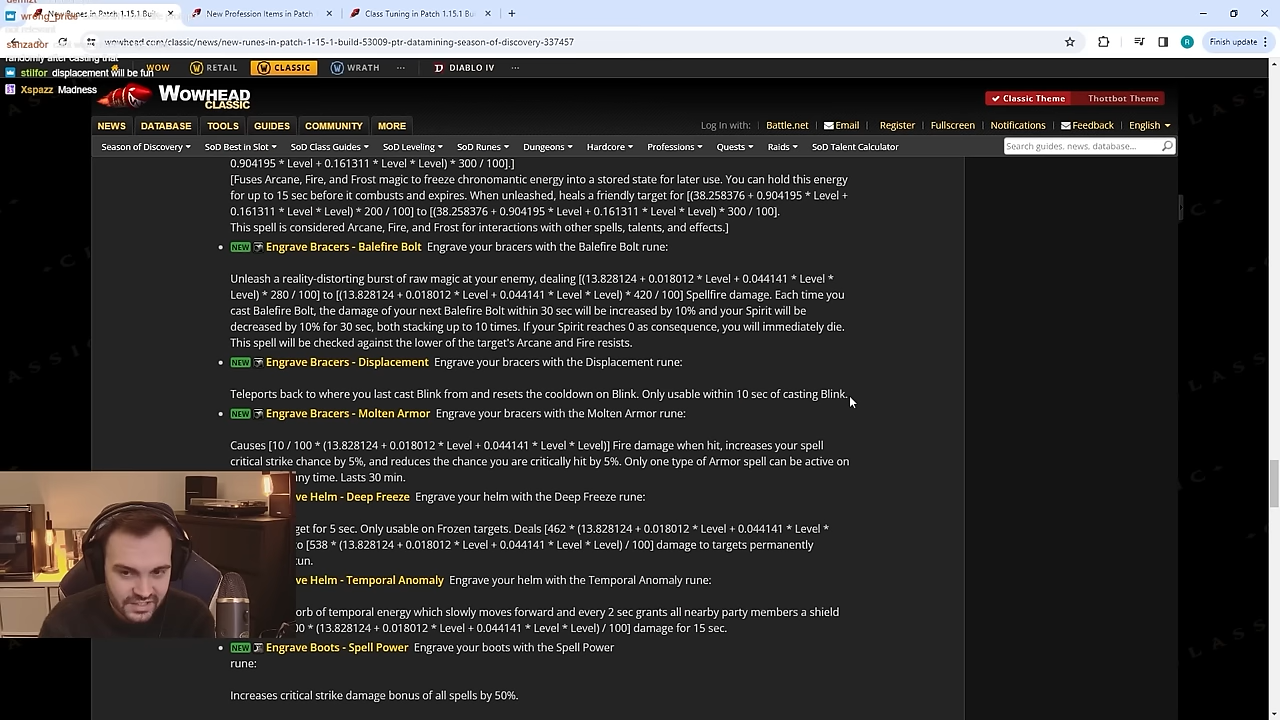 New Runes in Patch 1.15.1 Buil
New Profession Items in Patch
Class Tuning in Patch 1.15.1
wrong_pride
sanzador
randomly after casting that
stilfor displacement will be fun
Xspazz Madness
wowhead.com/classic/news/new-runes-in-patch-1-15-1-build-53009-ptr-datamining-season-of-discovery-337457
Finish update
WOW RETAIL CLASSIC WRATH ... DIABLO IV ...
WOWHEAD CLASSIC
Classic Theme Thottbot Theme
NEWS DATABASE TOOLS GUIDES COMMUNITY MORE
Log In with: Battle.net Email Register Fullscreen Notifications Feedback English
Season of Discovery SoD Best in Slot SoD Class Guides SoD Leveling SoD Runes Dungeons Hardcore Professions Quests Raids SoD Talent Calculator
Search guides, news, database...
0.904195 * Level + 0.161311 * Level * Level) * 300 / 100].]
[Fuses Arcane, Fire, and Frost magic to freeze chronomantic energy into a stored state for later use. You can hold this energy
for up to 15 sec before it combusts and expires. When unleashed, heals a friendly target for [(38.258376 + 0.904195 * Level +
0.161311 * Level * Level) * 200 / 100] to [(38.258376 + 0.904195 * Level + 0.161311 * Level * Level) * 300 / 100].
This spell is considered Arcane, Fire, and Frost for interactions with other spells, talents, and effects.]
NEW Engrave Bracers - Balefire Bolt Engrave your bracers with the Balefire Bolt rune:
Unleash a reality-distorting burst of raw magic at your enemy, dealing [(13.828124 + 0.018012 * Level + 0.044141 * Level *
Level) * 280 / 100] to [(13.828124 + 0.018012 * Level + 0.044141 * Level * Level) * 420 / 100] Spellfire damage. Each time you
cast Balefire Bolt, the damage of your next Balefire Bolt within 30 sec will be increased by 10% and your Spirit will be
decreased by 10% for 30 sec, both stacking up to 10 times. If your Spirit reaches 0 as consequence, you will immediately die.
This spell will be checked against the lower of the target's Arcane and Fire resists.
NEW Engrave Bracers - Displacement Engrave your bracers with the Displacement rune:
Teleports back to where you last cast Blink from and resets the cooldown on Blink. Only usable within 10 sec of casting Blink.
NEW Engrave Bracers - Molten Armor Engrave your bracers with the Molten Armor rune:
Causes [10 / 100 * (13.828124 + 0.018012 * Level + 0.044141 * Level * Level)] Fire damage when hit, increases your spell
critical strike chance by 5%, and reduces the chance you are critically hit by 5%. Only one type of Armor spell can be active on
ny time. Lasts 30 min.
ve Helm - Deep Freeze Engrave your helm with the Deep Freeze rune:
get for 5 sec. Only usable on Frozen targets. Deals [462 * (13.828124 + 0.018012 * Level + 0.044141 * Level *
to [538 * (13.828124 + 0.018012 * Level + 0.044141 * Level * Level) / 100] damage to targets permanently
un.
ve Helm - Temporal Anomaly Engrave your helm with the Temporal Anomaly rune:
orb of temporal energy which slowly moves forward and every 2 sec grants all nearby party members a shield
00 * (13.828124 + 0.018012 * Level + 0.044141 * Level * Level) / 100] damage for 15 sec.
NEW Engrave Boots - Spell Power Engrave your boots with the Spell Power
rune:
Increases critical strike damage bonus of all spells by 50%.